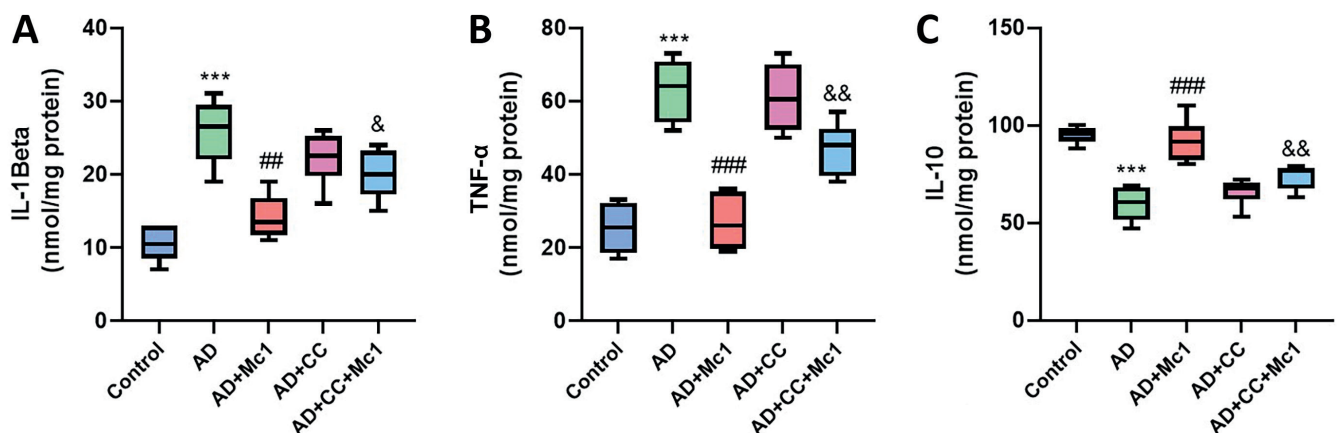 A
IL-1Beta
(nmol/mg protein)
40
30
20
10
0
***
##
&
Control
AD
AD+Mc1
AD+CC
AD+CC+Mc1
B
TNF-α
(nmol/mg protein)
80
60
40
20
0
***
###
&&
Control
AD
AD+Mc1
AD+CC
AD+CC+Mc1
C
IL-10
(nmol/mg protein)
150
100
50
0
***
###
&&
Control
AD
AD+Mc1
AD+CC
AD+CC+Mc1